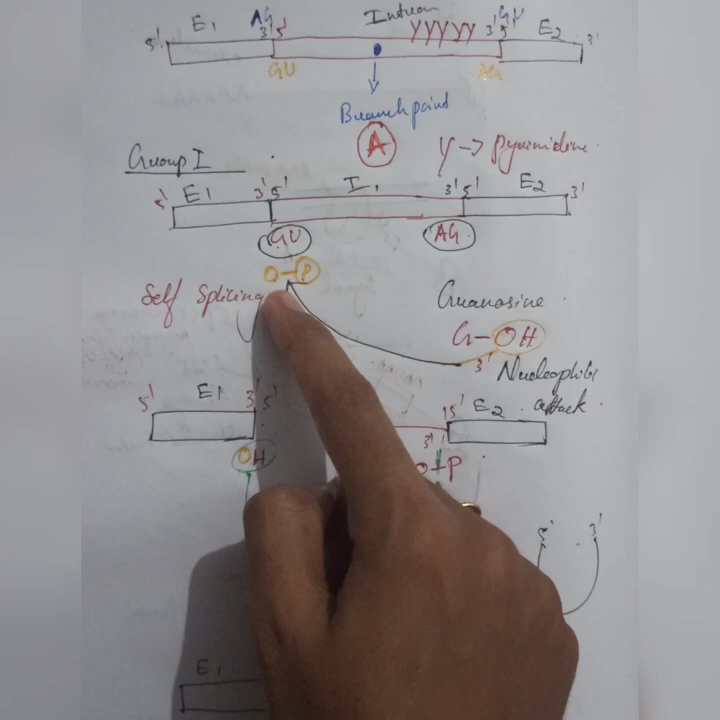 AG Intron GU
5' E1 3' 5' YYYYY 3' 5' E2 3'
GU AG
Branch point
A
Y → pyrimidine
Group I
5' E1 3' 5' I1 3' 5' E2 3'
GU AG
O-P
Self Splicing
Guanosine
G-OH
3'
Nucleophilic
attack
5' E1 3' 5' 3' 5' E2
OH O-P
5' 3'
E1